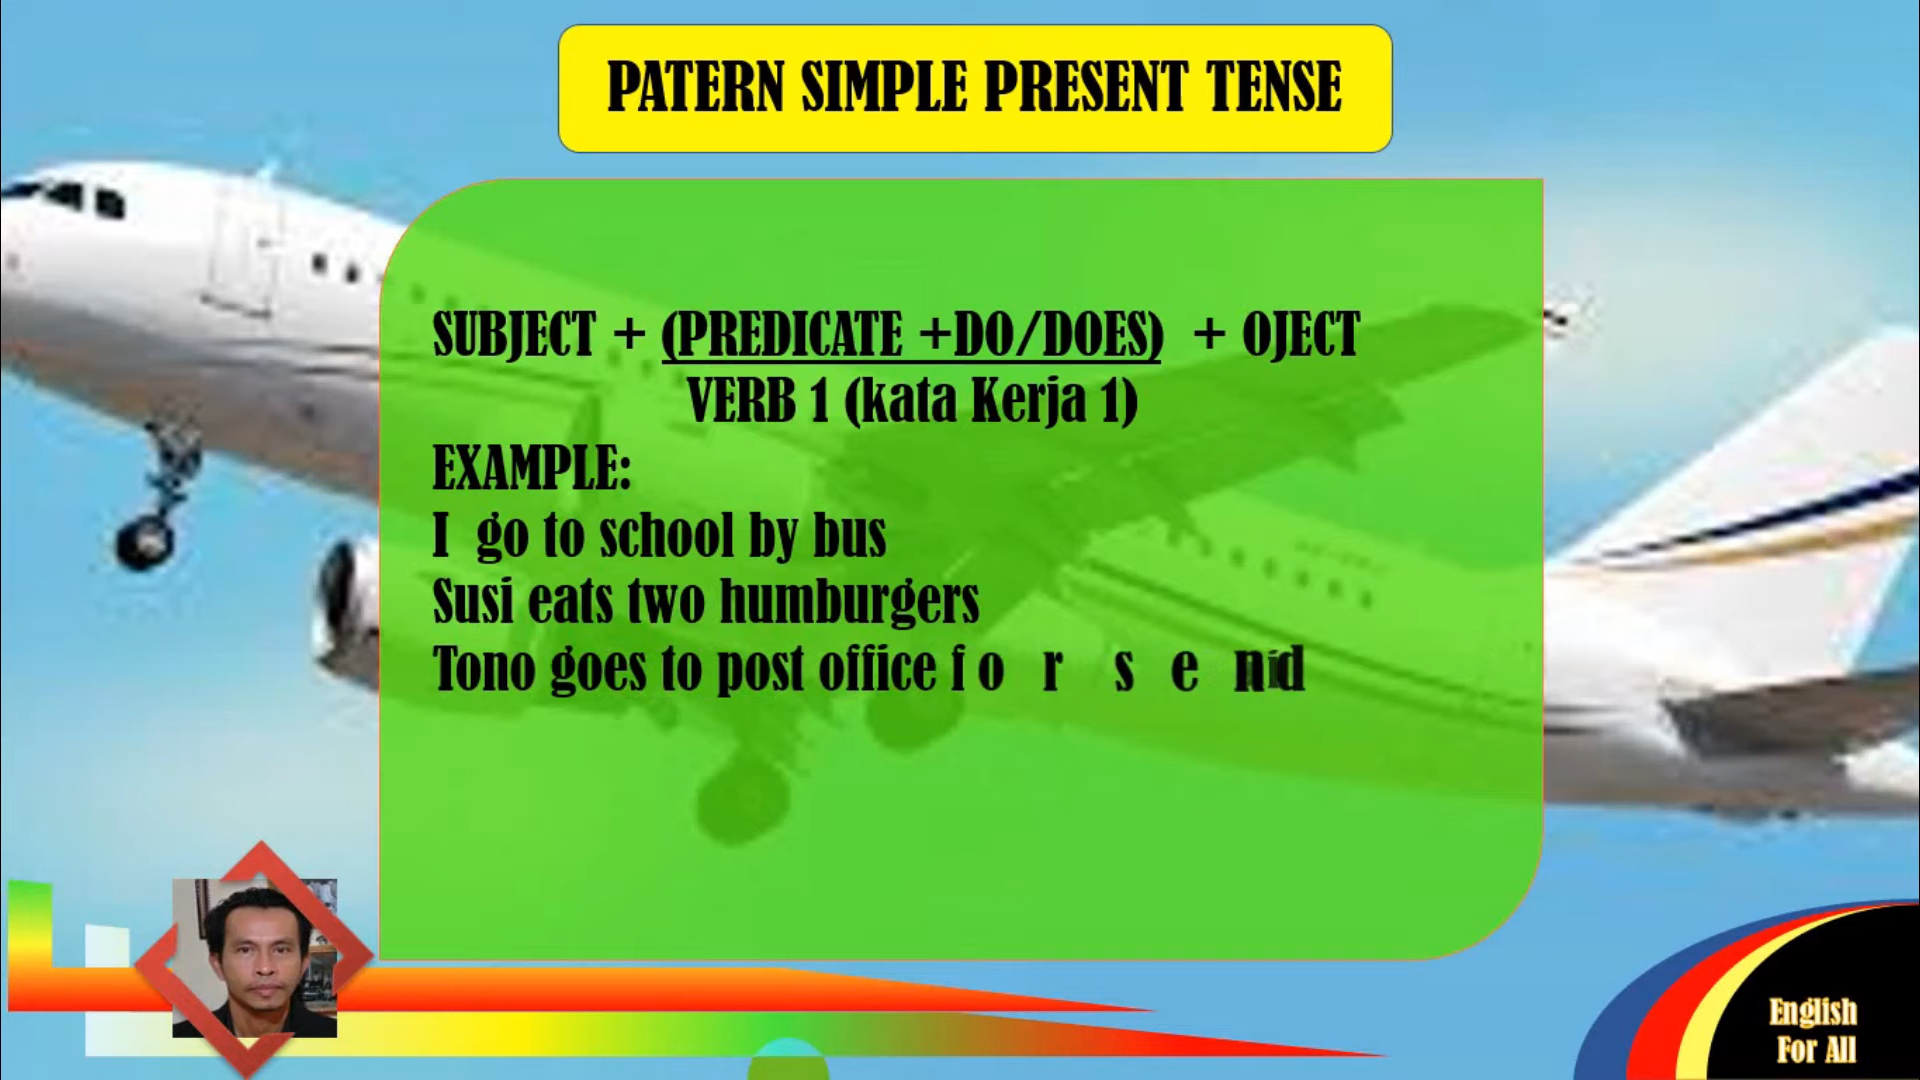 PATERN SIMPLE PRESENT TENSE
SUBJECT + (PREDICATE +DO/DOES) + OJECT
VERB 1 (kata Kerja 1)
EXAMPLE:
I go to school by bus
Susi eats two humburgers
Tono goes to post office for send
English
For All